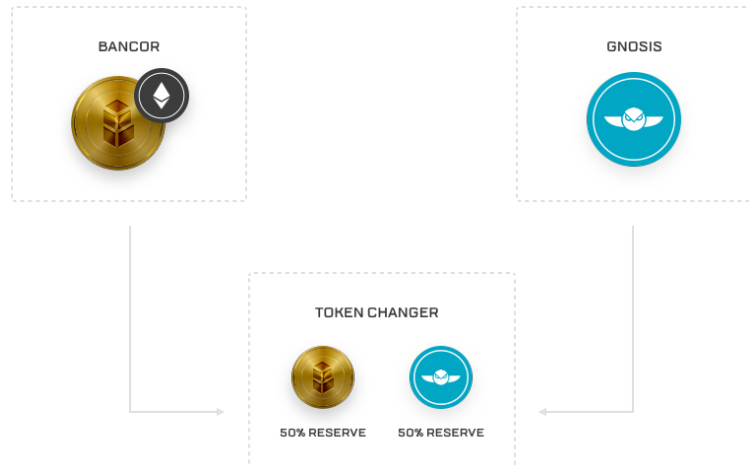 BANCOR
GNOSIS
TOKEN CHANGER
50% RESERVE
50% RESERVE